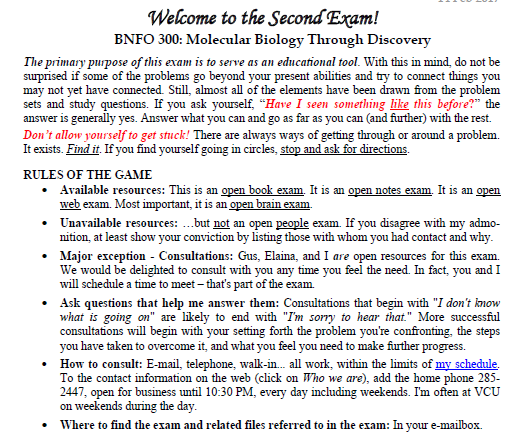 Welcome to the Second Exam!
BNFO 300: Molecular Biology Through Discovery
The primary purpose of this exam is to serve as an educational tool. With this in mind, do not be
surprised if some of the problems go beyond your present abilities and try to connect things you
may not yet have connected. Still, almost all of the elements have been drawn from the problem
sets and study questions. If you ask yourself, “Have I seen something like this before?” the
answer is generally yes. Answer what you can and go as far as you can (and further) with the rest.
Don’t allow yourself to get stuck! There are always ways of getting through or around a problem.
It exists. Find it. If you find yourself going in circles, stop and ask for directions.
RULES OF THE GAME
• Available resources: This is an open book exam. It is an open notes exam. It is an open
web exam. Most important, it is an open brain exam.
• Unavailable resources: …but not an open people exam. If you disagree with my admo-
nition, at least show your conviction by listing those with whom you had contact and why.
• Major exception - Consultations: Gus, Elaina, and I are open resources for this exam.
We would be delighted to consult with you any time you feel the need. In fact, you and I
will schedule a time to meet – that's part of the exam.
• Ask questions that help me answer them: Consultations that begin with "I don't know
what is going on" are likely to end with "I'm sorry to hear that." More successful
consultations will begin with your setting forth the problem you're confronting, the steps
you have taken to overcome it, and what you feel you need to make further progress.
• How to consult: E-mail, telephone, walk-in... all work, within the limits of my schedule.
To the contact information on the web (click on Who we are), add the home phone 285-
2447, open for business until 10:30 PM, every day including weekends. I'm often at VCU
on weekends during the day.
• Where to find the exam and related files referred to in the exam: In your e-mailbox.